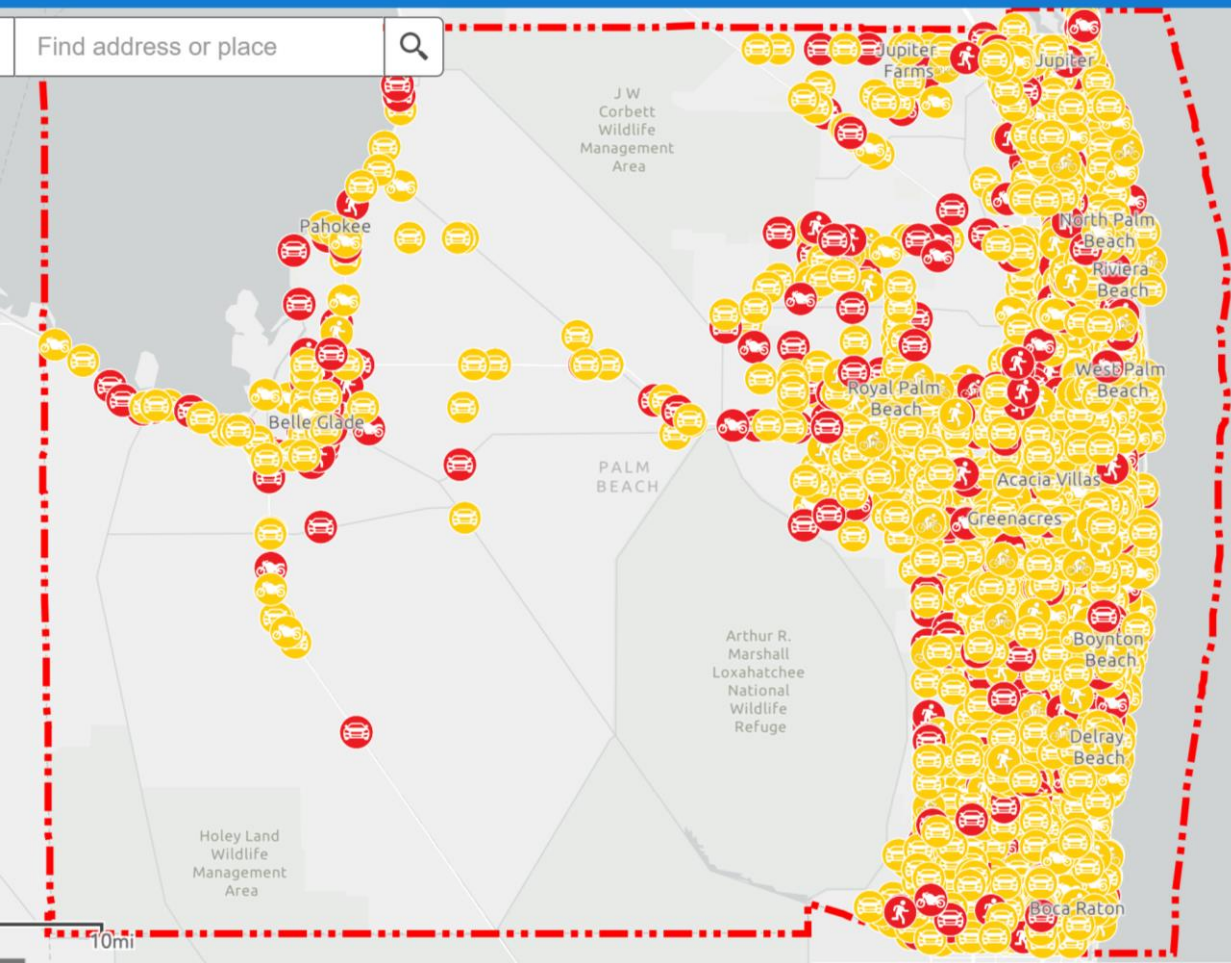 Find address or place
J W
Corbett
Wildlife
Management
Area
Jupiter
Farms
Jupiter
Pahokee
North Palm
Beach
Riviera
Beach
West Palm
Beach
Royal Palm
Beach
Belle Glade
PALM
BEACH
Acacia Villas
Greenacres
Arthur R.
Marshall
Loxahatchee
National
Wildlife
Refuge
Boynton
Beach
Delray
Beach
Holey Land
Wildlife
Management
Area
Boca Raton
10mi